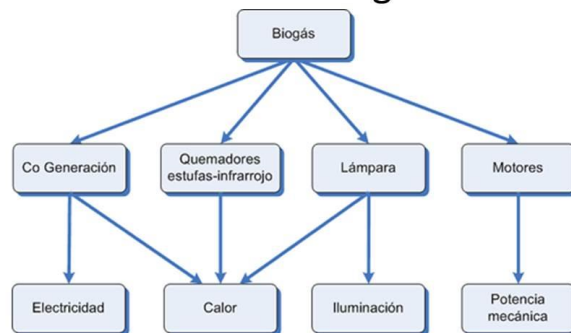 Biogás
Co Generación
Quemadores
estufas-infrarrojo
Lámpara
Motores
Electricidad
Calor
Iluminación
Potencia
mecánica